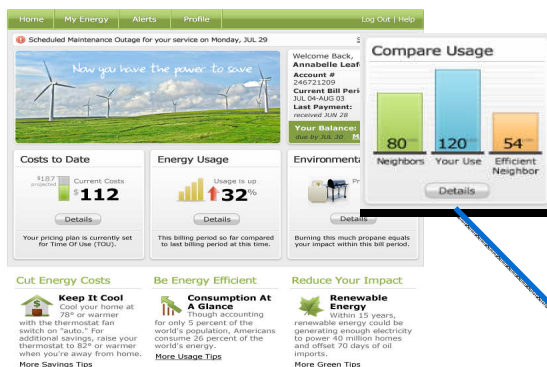 Home My Energy Alerts Profile Log Out | Help
Scheduled Maintenance Outage for your service on Monday, JUL 29
Now you have the power to save
Welcome Back,
Annabelle Leaf
Account #
246721209
Current Bill Peri
JUL 04-AUG 03
Last Payment:
received JUN 28
Your Balance:
due by JUL 30
Compare Usage
80 120 54
Neighbors Your Use Efficient
Neighbor
Details
Costs to Date
$187
projected
Current Costs
$112
Details
Your pricing plan is currently set
for Time Of Use (TOU).
Energy Usage
Usage is up
32%
Details
This billing period so far compared
to last billing period at this time.
Environmenta
Pr
Details
Burning this much propane equals
your impact within this bill period.
Cut Energy Costs
Keep It Cool
Cool your home at
78° or warmer
with the thermostat fan
switch on "auto." For
additional savings, raise your
thermostat to 82° or warmer
when you're away from home.
More Savings Tips
Be Energy Efficient
Consumption At
A Glance
Though accounting
for only 5 percent of the
world's population, Americans
consume 26 percent of the
world's energy.
More Usage Tips
Reduce Your Impact
Renewable
Energy
Within 15 years,
renewable energy could be
generating enough electricity
to power 40 million homes
and offset 70 days of oil
imports.
More Green Tips